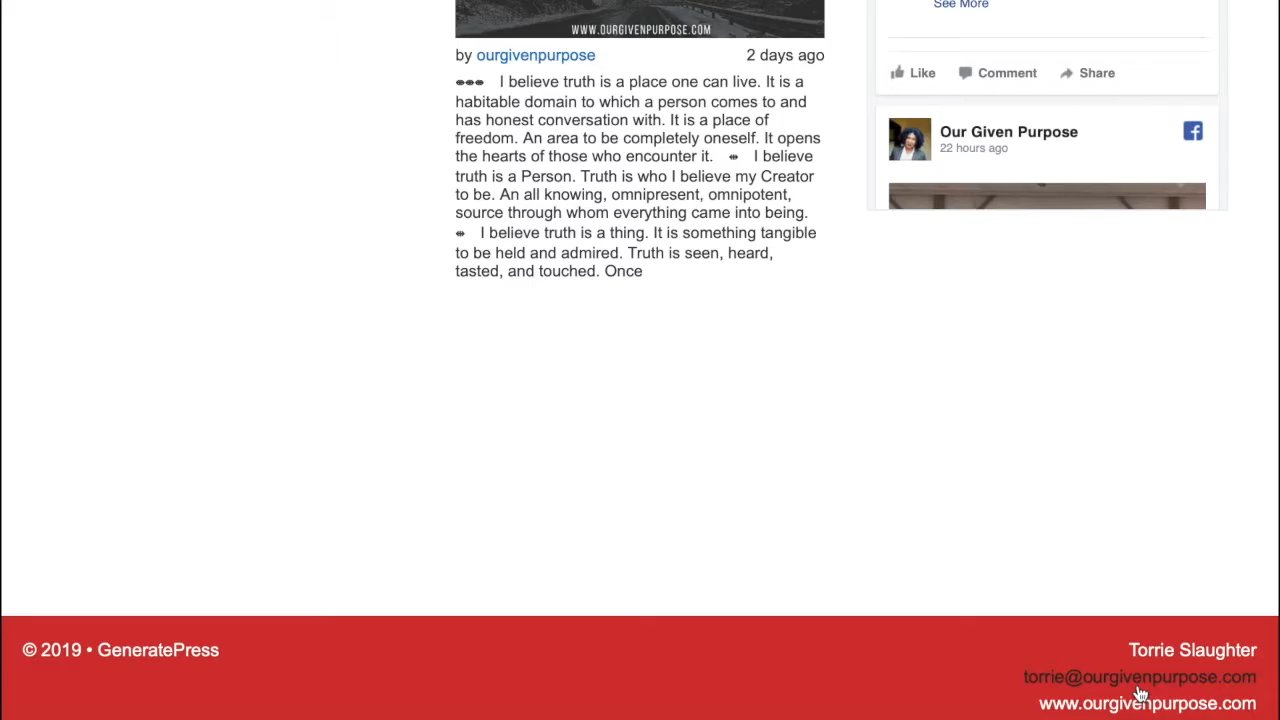 WWW.OURGIVENPURPOSE.COM
by ourgivenpurpose 2 days ago
I believe truth is a place one can live. It is a
habitable domain to which a person comes to and
has honest conversation with. It is a place of
freedom. An area to be completely oneself. It opens
the hearts of those who encounter it. I believe
truth is a Person. Truth is who I believe my Creator
to be. An all knowing, omnipresent, omnipotent,
source through whom everything came into being.
I believe truth is a thing. It is something tangible
to be held and admired. Truth is seen, heard,
tasted, and touched. Once
See More
Like Comment Share
Our Given Purpose
22 hours ago
© 2019 • GeneratePress
Torrie Slaughter
torrie@ourgivenpurpose.com
www.ourgivenpurpose.com